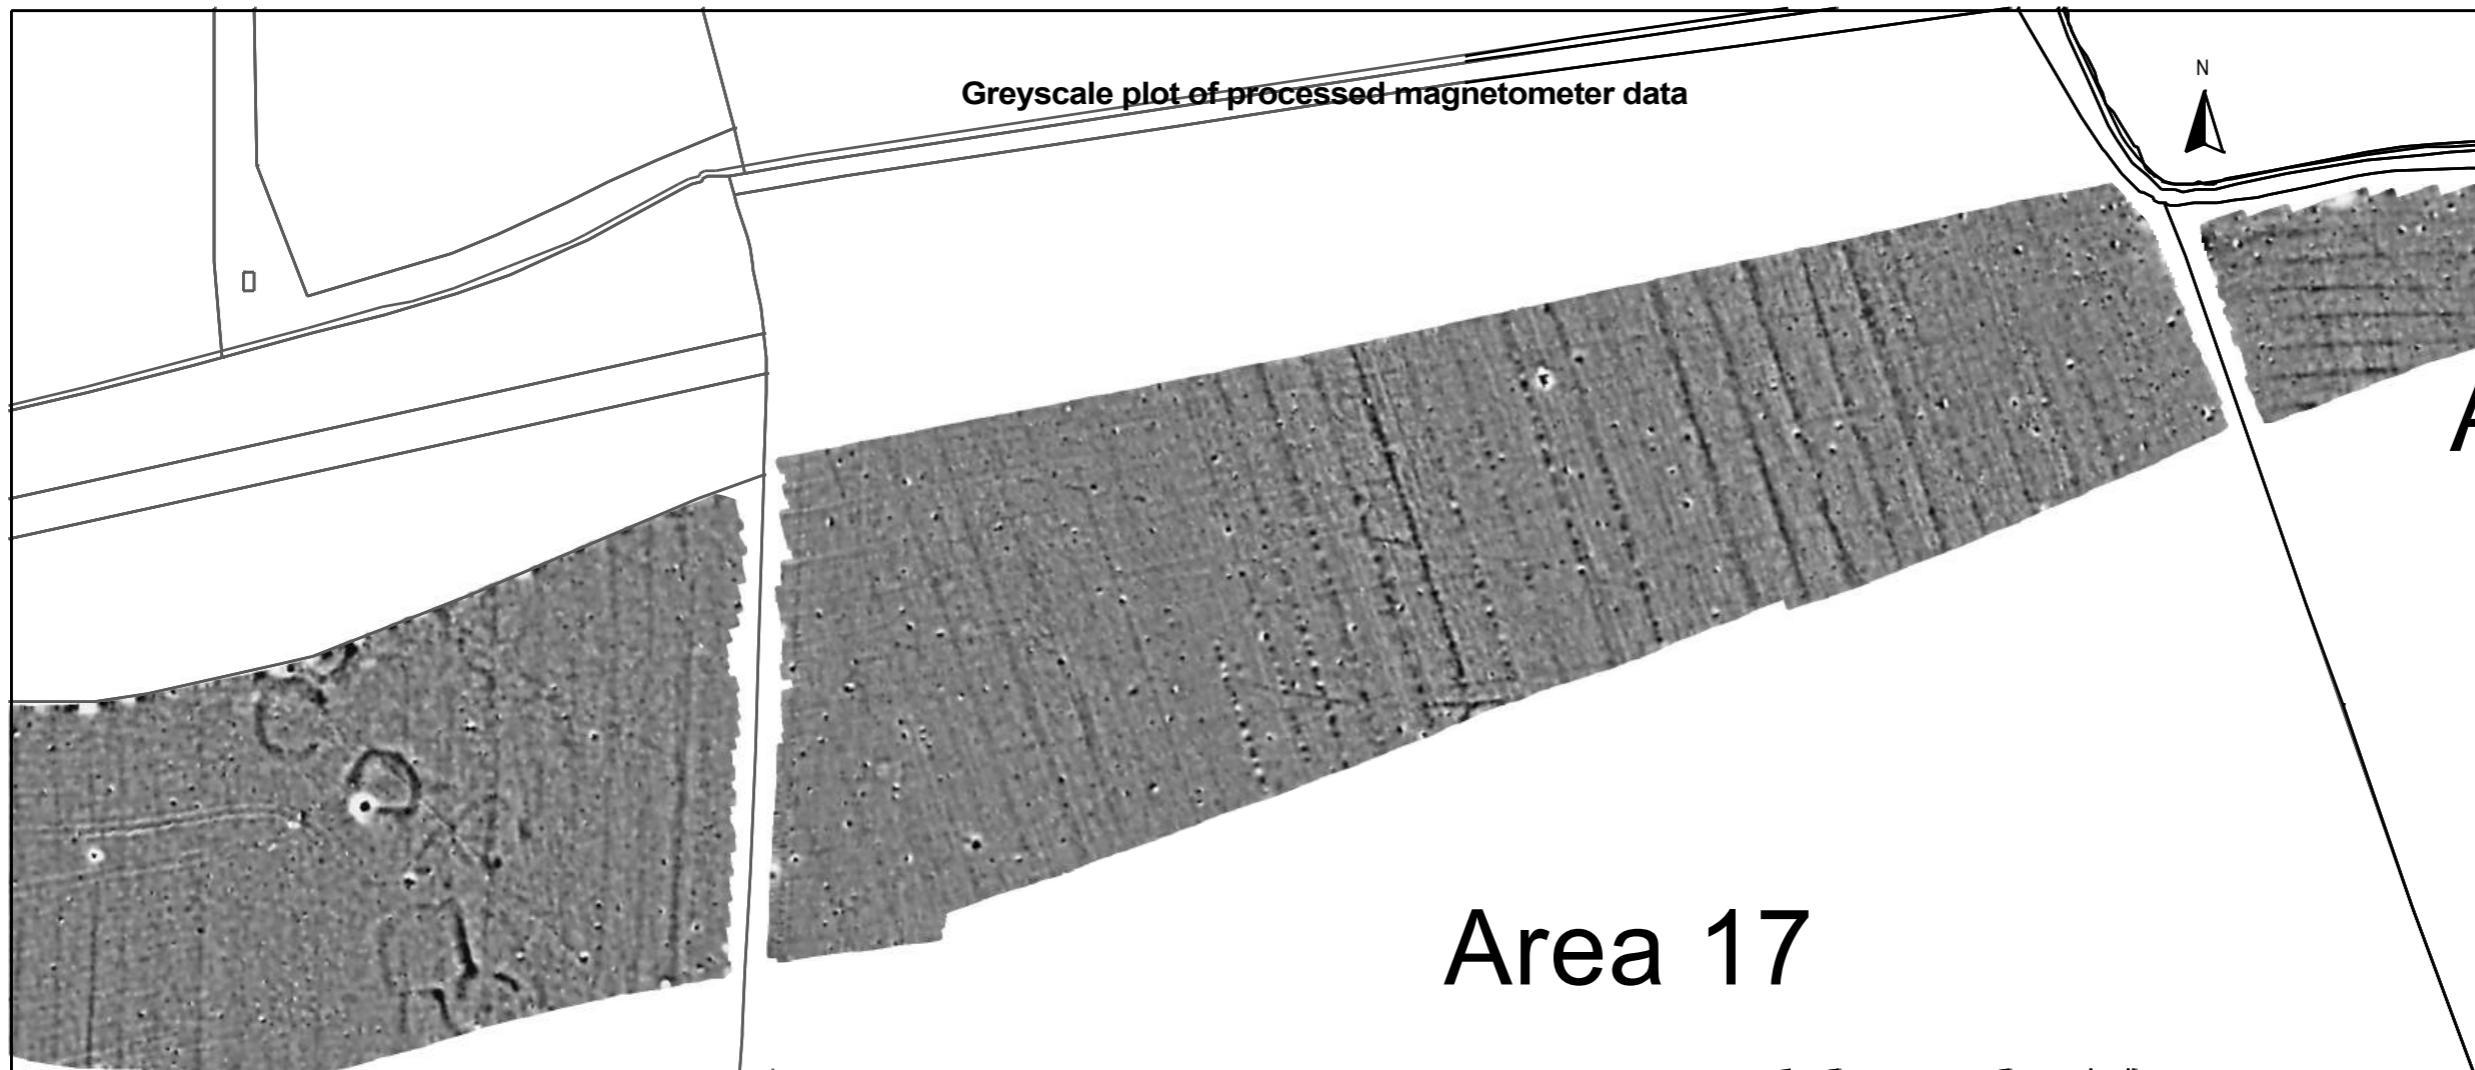 Greyscale plot of processed magnetometer data
N
A
Area 17